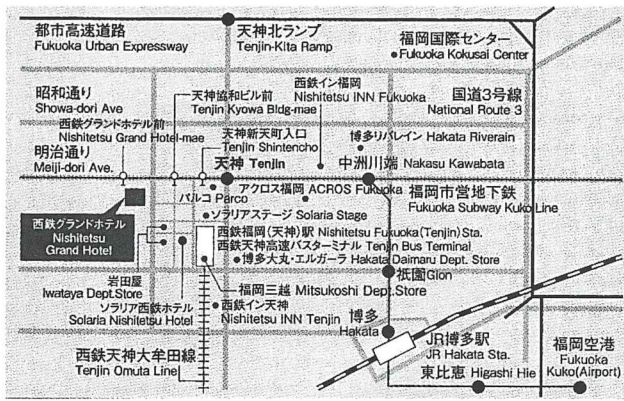 都市高速道路
Fukuoka Urban Expressway
天神北ランプ
Tenjin-Kita Ramp
福岡国際センター
Fukuoka Kokusai Center
昭和通り
Showa-dori Ave
天神協和ビル前
Tenjin Kyowa Bldg-mae
西鉄イン福岡
Nishitetsu INN Fukuoka
国道3号線
National Route 3
西鉄グランドホテル前
Nishitetsu Grand Hotel-mae
天神新天町入口
Tenjin Shintencho
博多リバレイン Hakata Riverain
明治通り
Meiji-dori Ave.
天神 Tenjin
中洲川端 Nakasu Kawabata
パルコ Parco
アクロス福岡 ACROS Fukuoka
福岡市営地下鉄
Fukuoka Subway Kuko Line
ソラリアステージ Solaria Stage
西鉄グランドホテル
Nishitetsu
Grand Hotel
西鉄福岡(天神)駅 Nishitetsu Fukuoka(Tenjin)Sta.
西鉄天神高速バスターミナル Tenjin Bus Terminal
博多大丸・エルガーラ Hakata Daimaru Dept. Store
祇園Gion
岩田屋
Iwataya Dept.Store
福岡三越 Mitsukoshi Dept.Store
ソラリア西鉄ホテル
Solaria Nishitetsu Hotel
西鉄イン天神
Nishitetsu INN Tenjin
博多
Hakata
JR博多駅
JR Hakata Sta.
福岡空港
Fukuoka
Kuko(Airport)
西鉄天神大牟田線
Tenjin Omuta Line
東比恵 Higashi Hie